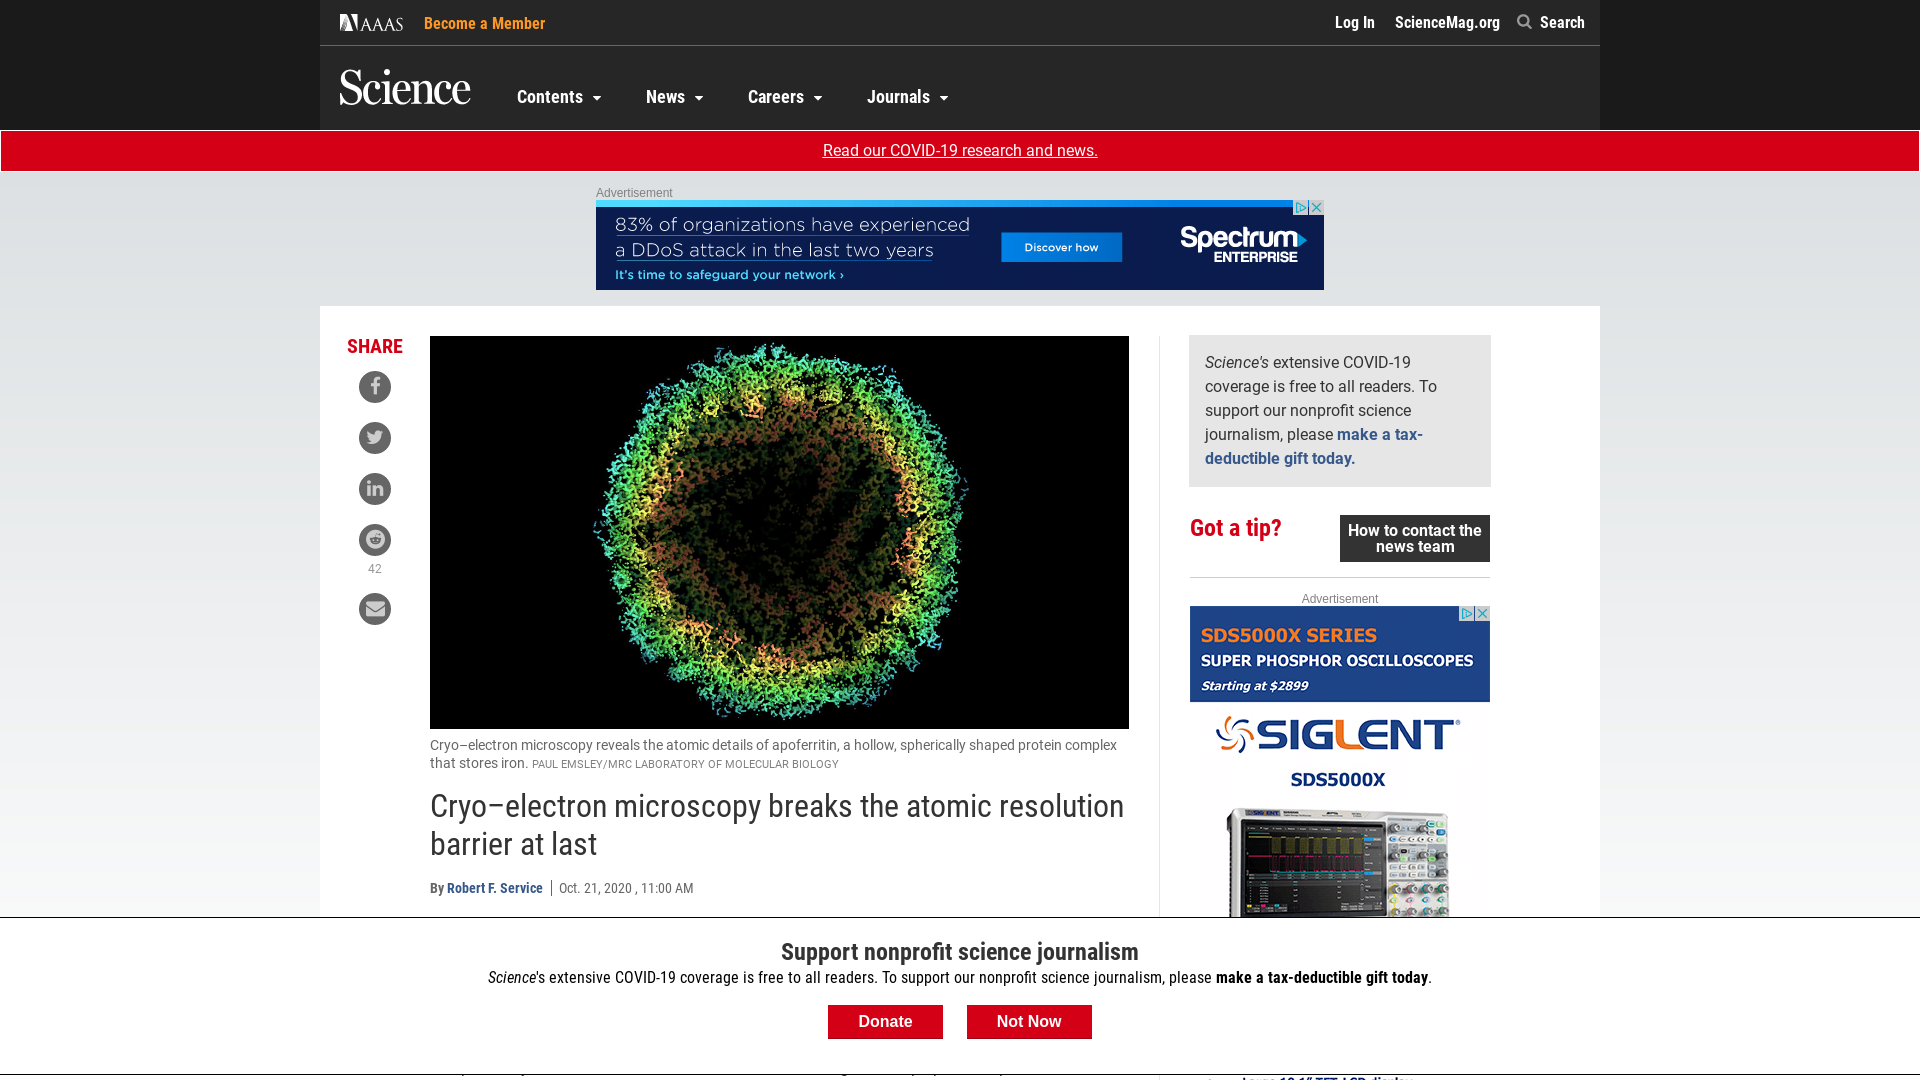 AAAS
Become a Member
Log In
ScienceMag.org
Search
Science
Contents
News
Careers
Journals
Read our COVID-19 research and news.
Advertisement
83% of organizations have experienced
a DDoS attack in the last two years
It's time to safeguard your network ›
Discover how
Spectrum
ENTERPRISE
SHARE
42
Cryo–electron microscopy reveals the atomic details of apoferritin, a hollow, spherically shaped protein complex
that stores iron. PAUL EMSLEY/MRC LABORATORY OF MOLECULAR BIOLOGY
Cryo–electron microscopy breaks the atomic resolution
barrier at last
By Robert F. Service
Oct. 21, 2020 , 11:00 AM
Science's extensive COVID-19
coverage is free to all readers. To
support our nonprofit science
journalism, please make a tax-
deductible gift today.
Got a tip?
How to contact the
news team
Advertisement
SDS5000X SERIES
SUPER PHOSPHOR OSCILLOSCOPES
Starting at $2899
SIGLENT®
SDS5000X
Support nonprofit science journalism
Science's extensive COVID-19 coverage is free to all readers. To support our nonprofit science journalism, please make a tax-deductible gift today.
Donate
Not Now